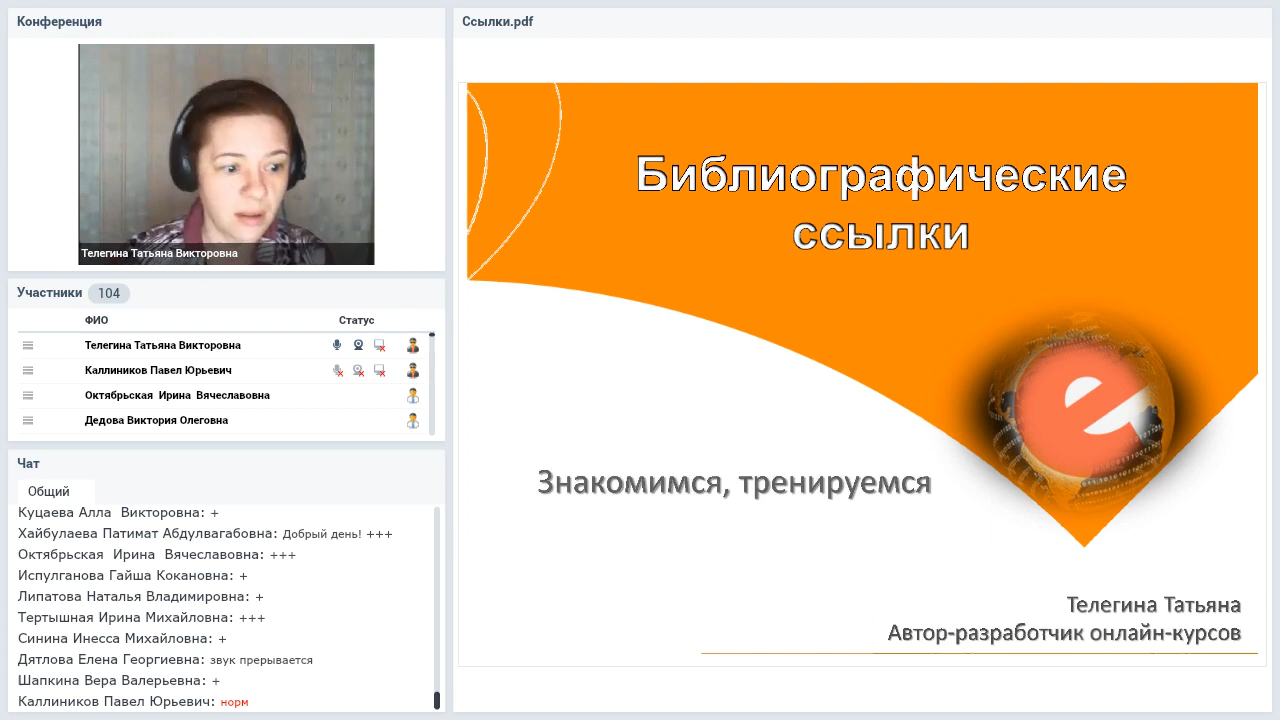 Конференция
Телегина Татьяна Викторовна
Участники 104
ФИО Статус
Телегина Татьяна Викторовна
Каллиников Павел Юрьевич
Октябрьская Ирина Вячеславовна
Дедова Виктория Олеговна
Чат
Общий
Куцаева Алла Викторовна: +
Хайбулаева Патимат Абдулвагабовна: Добрый день! +++
Октябрьская Ирина Вячеславовна: +++
Испулганова Гайша Кокановна: +
Липатова Наталья Владимировна: +
Тертышная Ирина Михайловна: +++
Синина Инесса Михайловна: +
Дятлова Елена Георгиевна: звук прерывается
Шапкина Вера Валерьевна: +
Каллиников Павел Юрьевич: норм
Ссылки.pdf
Библиографические
ссылки
Знакомимся, тренируемся
Телегина Татьяна
Автор-разработчик онлайн-курсов